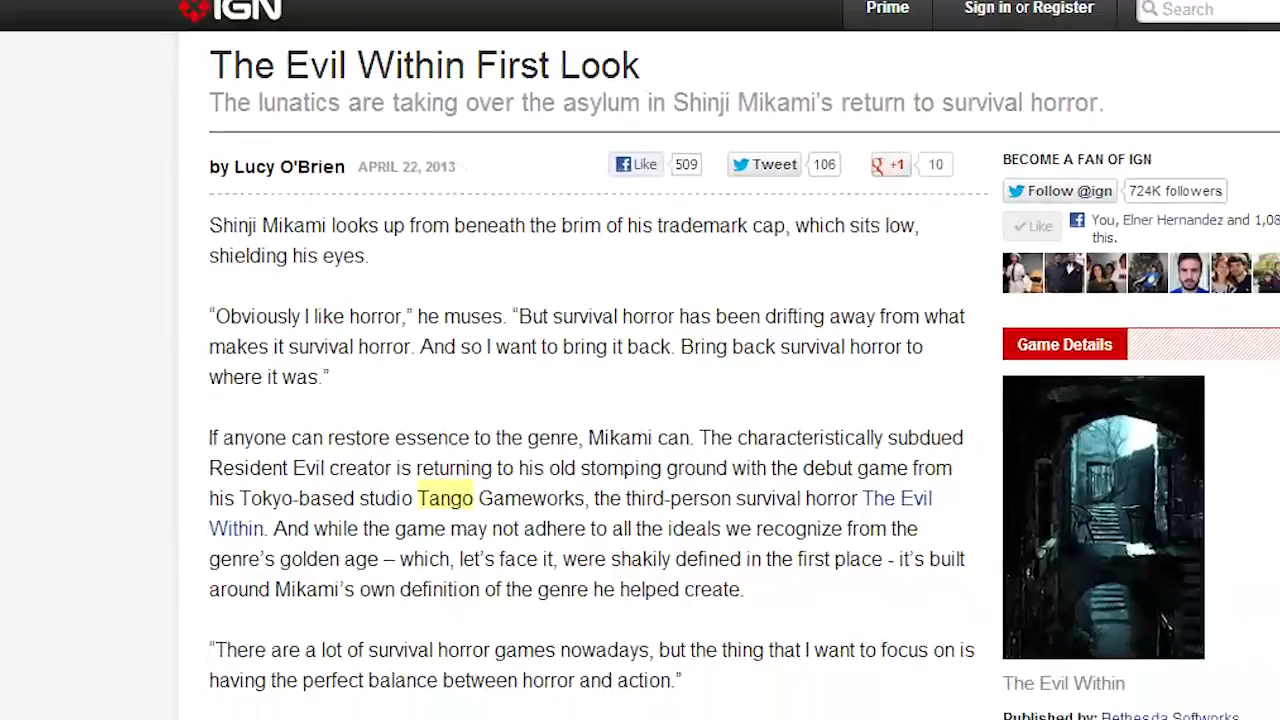 IGN
Prime
Sign in or Register
Search
The Evil Within First Look
The lunatics are taking over the asylum in Shinji Mikami’s return to survival horror.
by Lucy O'Brien APRIL 22, 2013
Like 509
Tweet 106
+1 10
Shinji Mikami looks up from beneath the brim of his trademark cap, which sits low,
shielding his eyes.
“Obviously I like horror,” he muses. “But survival horror has been drifting away from what
makes it survival horror. And so I want to bring it back. Bring back survival horror to
where it was.”
If anyone can restore essence to the genre, Mikami can. The characteristically subdued
Resident Evil creator is returning to his old stomping ground with the debut game from
his Tokyo-based studio Tango Gameworks, the third-person survival horror The Evil
Within. And while the game may not adhere to all the ideals we recognize from the
genre’s golden age – which, let’s face it, were shakily defined in the first place - it’s built
around Mikami’s own definition of the genre he helped create.
“There are a lot of survival horror games nowadays, but the thing that I want to focus on is
having the perfect balance between horror and action.”
BECOME A FAN OF IGN
Follow @ign 724K followers
Like
You, Elner Hernandez and 1,08
this.
Game Details
The Evil Within
Published by: Bethesda Softworks